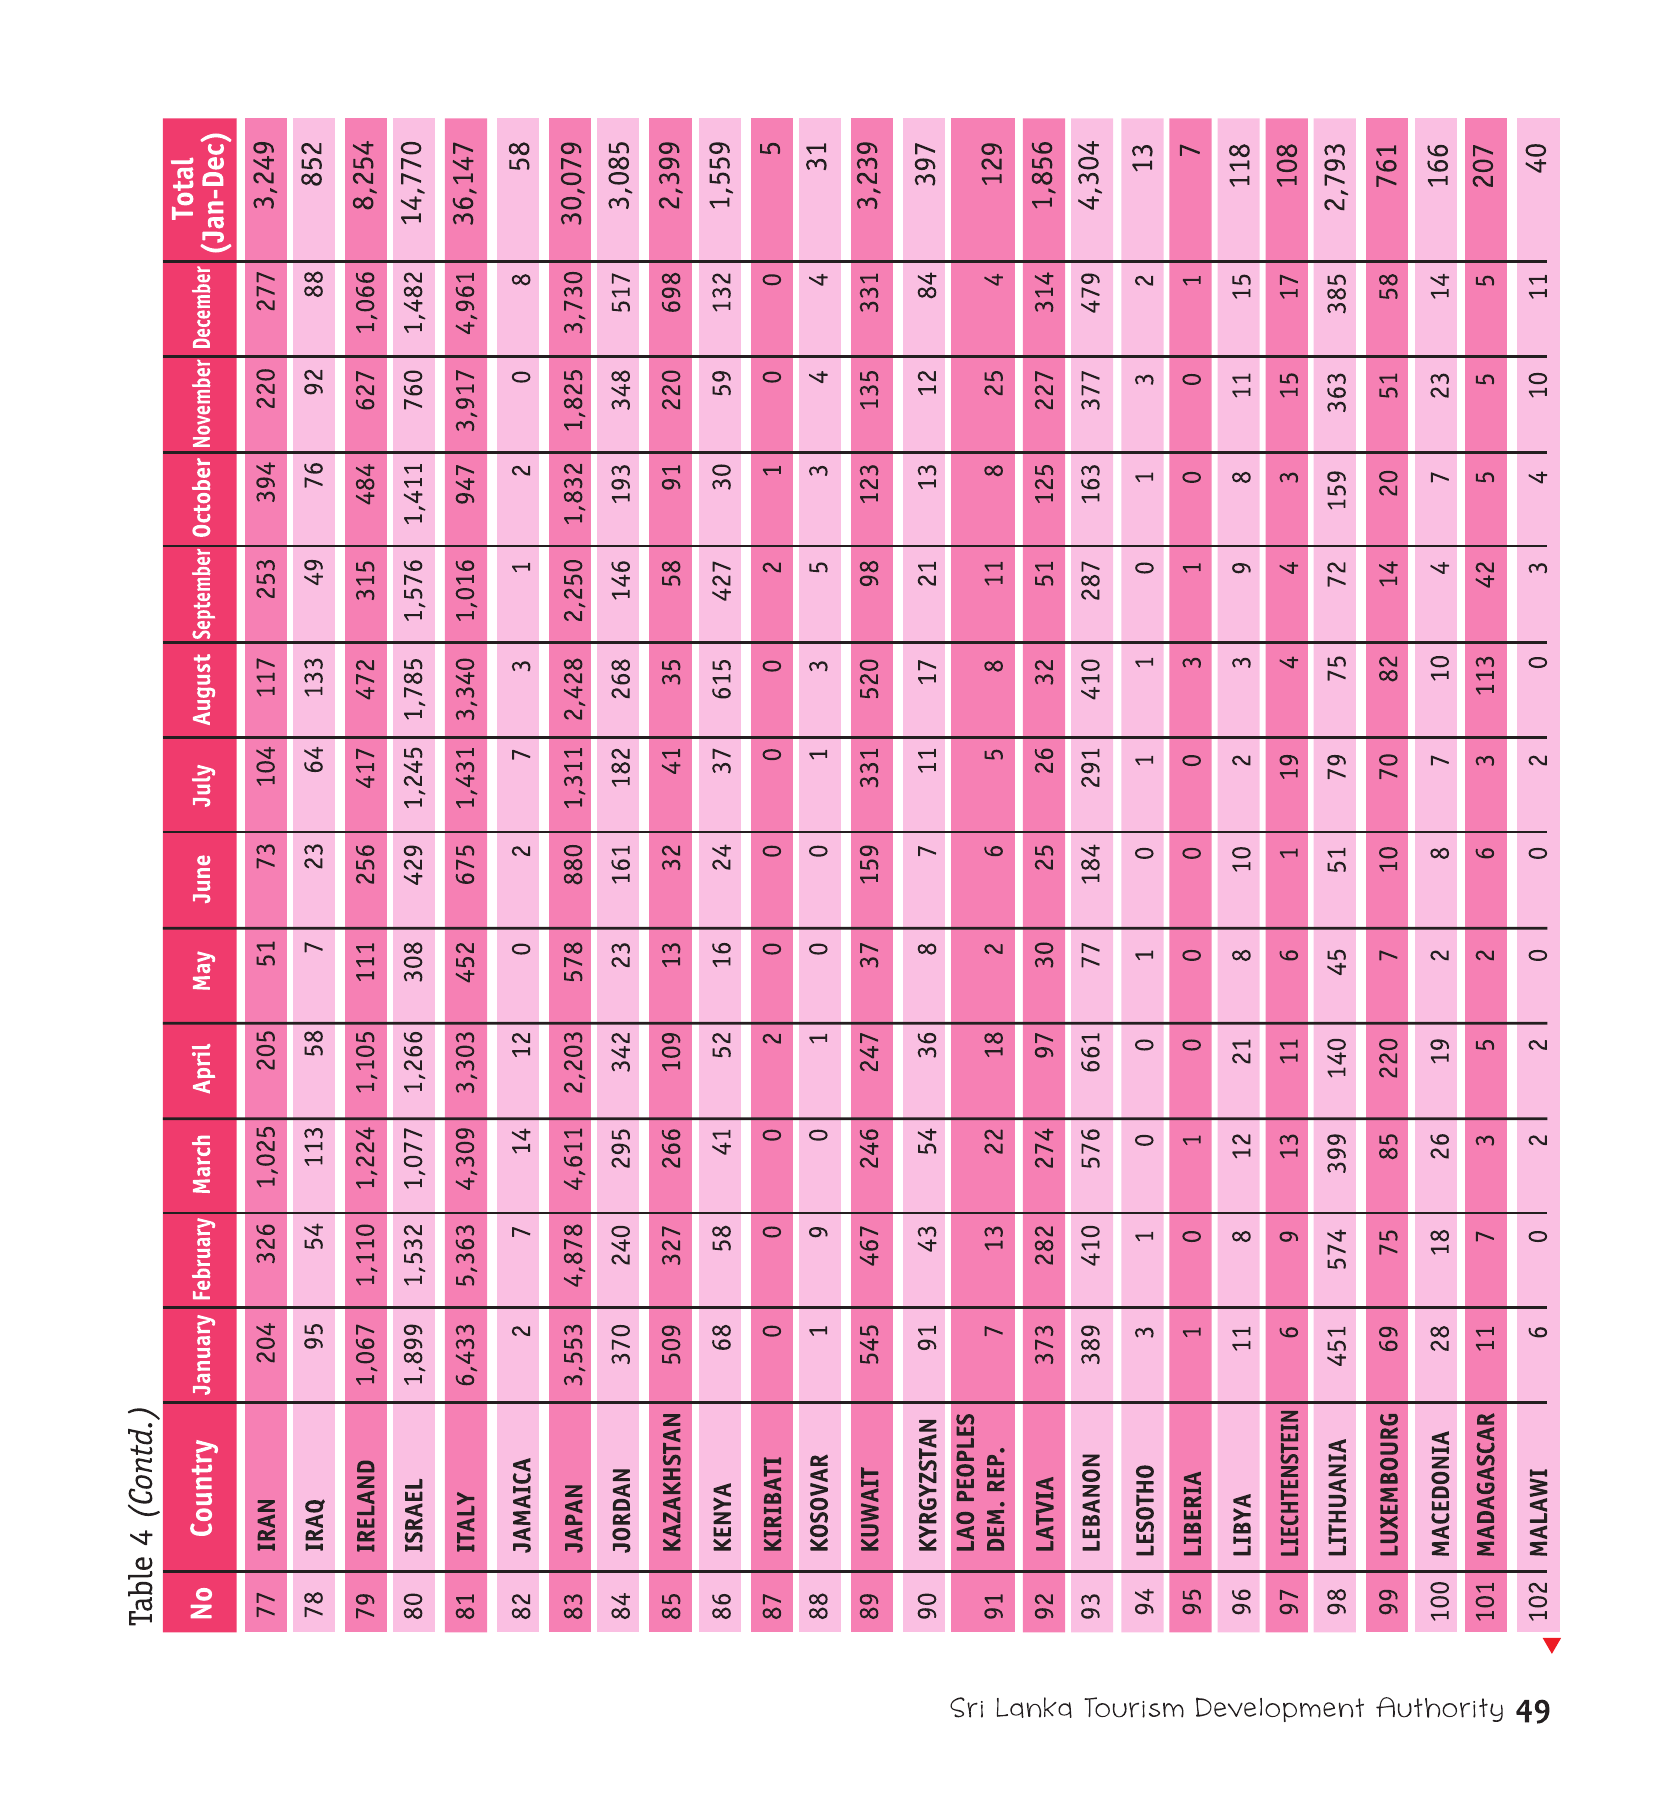 Table 4 (Contd.)
No Country January February March April May June July August September October November December Total
(Jan-Dec)
77 IRAN 204 326 1,025 205 51 73 104 117 253 394 220 277 3,249
78 IRAQ 95 54 113 58 7 23 64 133 49 76 92 88 852
79 IRELAND 1,067 1,110 1,224 1,105 111 256 417 472 315 484 627 1,066 8,254
80 ISRAEL 1,899 1,532 1,077 1,266 308 429 1,245 1,785 1,576 1,411 760 1,482 14,770
81 ITALY 6,433 5,363 4,309 3,303 452 675 1,431 3,340 1,016 947 3,917 4,961 36,147
82 JAMAICA 2 7 14 12 0 2 7 3 1 2 0 8 58
83 JAPAN 3,553 4,878 4,611 2,203 578 880 1,311 2,428 2,250 1,832 1,825 3,730 30,079
84 JORDAN 370 240 295 342 23 161 182 268 146 193 348 517 3,085
85 KAZAKHSTAN 509 327 266 109 13 32 41 35 58 91 220 698 2,399
86 KENYA 68 58 41 52 16 24 37 615 427 30 59 132 1,559
87 KIRIBATI 0 0 0 2 0 0 0 0 2 1 0 0 5
88 KOSOVAR 1 9 0 1 0 0 1 3 5 3 4 4 31
89 KUWAIT 545 467 246 247 37 159 331 520 98 123 135 331 3,239
90 KYRGYZSTAN 91 43 54 36 8 7 11 17 21 13 12 84 397
LAO PEOPLES
91 DEM. REP. 7 13 22 18 2 6 5 8 11 8 25 4 129
92 LATVIA 373 282 274 97 30 25 26 32 51 125 227 314 1,856
93 LEBANON 389 410 576 661 77 184 291 410 287 163 377 479 4,304
94 LESOTHO 3 1 0 0 1 0 1 1 0 1 3 2 13
95 LIBERIA 1 0 1 0 0 0 0 3 1 0 0 1 7
96 LIBYA 11 8 12 21 8 10 2 3 9 8 11 15 118
97 LIECHTENSTEIN 6 9 13 11 6 1 19 4 4 3 15 17 108
98 LITHUANIA 451 574 399 140 45 51 79 75 72 159 363 385 2,793
99 LUXEMBOURG 69 75 85 220 7 10 70 82 14 20 51 58 761
100 MACEDONIA 28 18 26 19 2 8 7 10 4 7 23 14 166
101 MADAGASCAR 11 7 3 5 2 6 3 113 42 5 5 5 207
102 MALAWI 6 0 2 2 0 0 2 0 3 4 10 11 40
Sri Lanka Tourism Development Authority 49